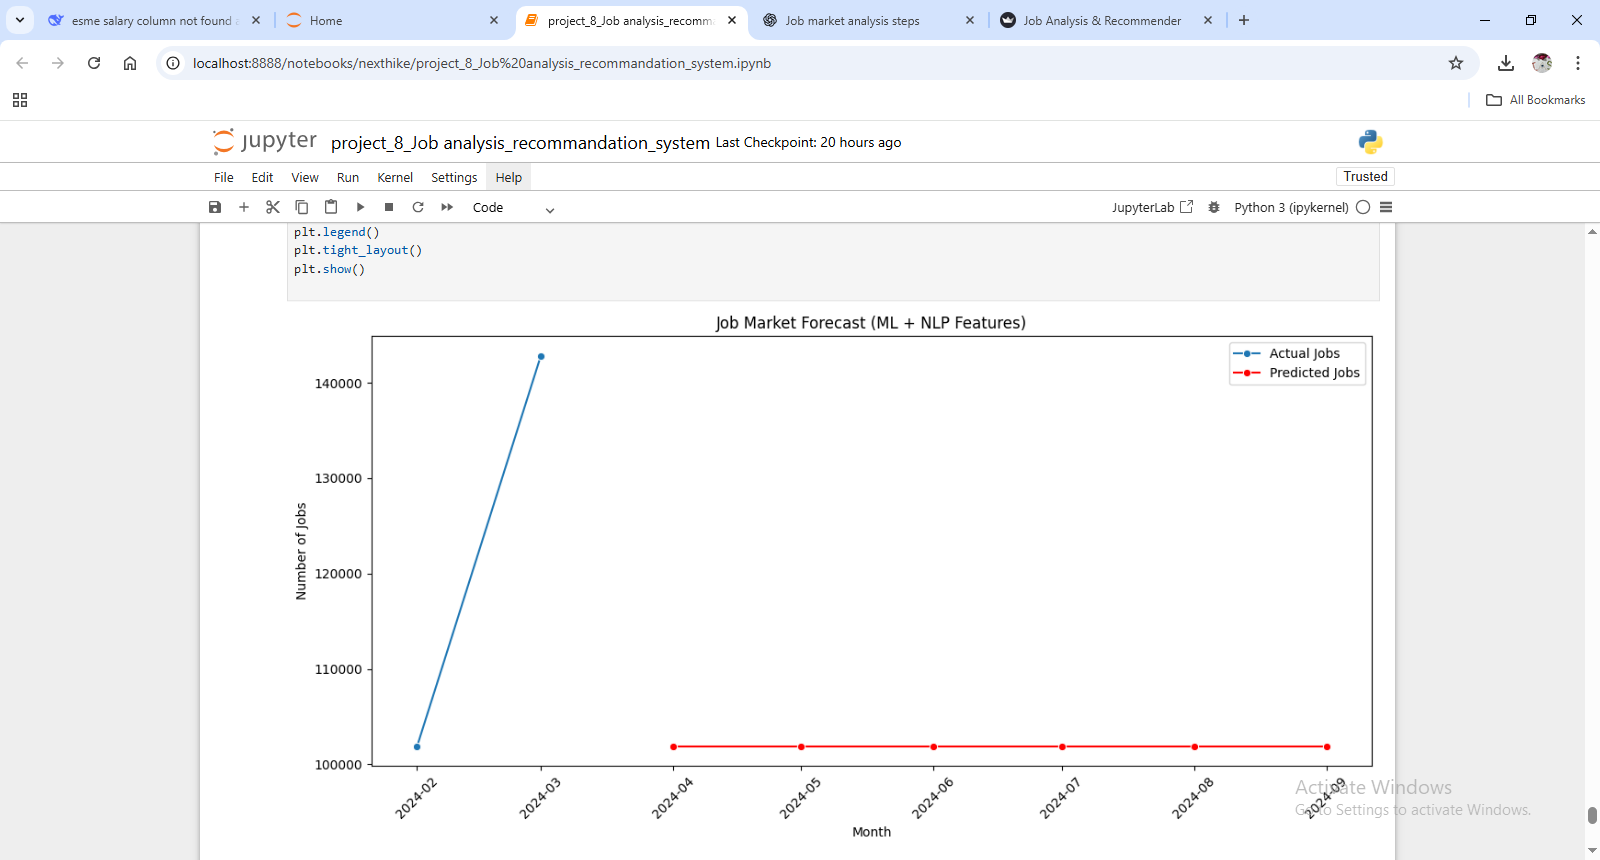 esme salary column not found
Home
project_8_Job analysis_recomm
Job market analysis steps
Job Analysis & Recommender
localhost:8888/notebooks/nexthike/project_8_Job%20analysis_recommandation_system.ipynb
All Bookmarks
jupyter project_8_Job analysis_recommandation_system Last Checkpoint: 20 hours ago
File Edit View Run Kernel Settings Help Trusted
Code JupyterLab Python 3 (ipykernel)
plt.legend()
plt.tight_layout()
plt.show()
Job Market Forecast (ML + NLP Features)
Actual Jobs
Predicted Jobs
140000
130000
120000
110000
100000
Number of Jobs
2024-02 2024-03 2024-04 2024-05 2024-06 2024-07 2024-08 2024-09
Month
Activate Windows
Go to Settings to activate Windows.